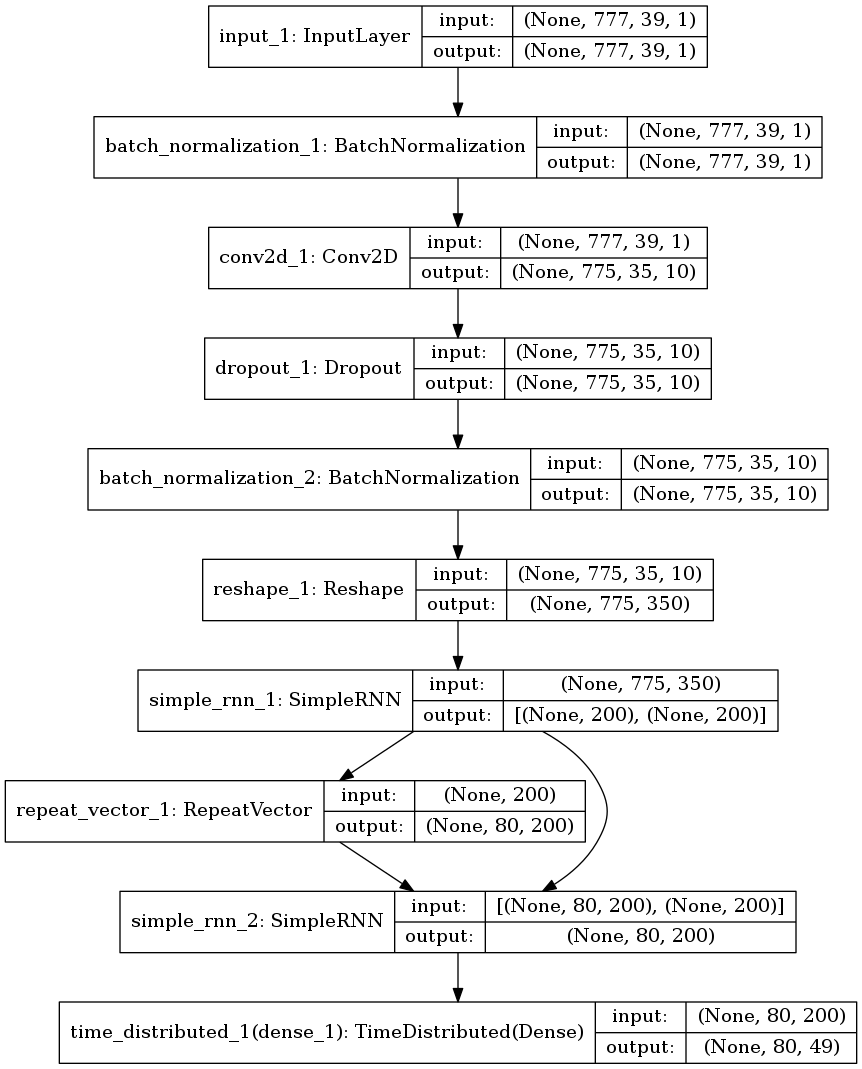 input_1: InputLayer
input: (None, 777, 39, 1)
output: (None, 777, 39, 1)
batch_normalization_1: BatchNormalization
input: (None, 777, 39, 1)
output: (None, 777, 39, 1)
conv2d_1: Conv2D
input: (None, 777, 39, 1)
output: (None, 775, 35, 10)
dropout_1: Dropout
input: (None, 775, 35, 10)
output: (None, 775, 35, 10)
batch_normalization_2: BatchNormalization
input: (None, 775, 35, 10)
output: (None, 775, 35, 10)
reshape_1: Reshape
input: (None, 775, 35, 10)
output: (None, 775, 350)
simple_rnn_1: SimpleRNN
input: (None, 775, 350)
output: [(None, 200), (None, 200)]
repeat_vector_1: RepeatVector
input: (None, 200)
output: (None, 80, 200)
simple_rnn_2: SimpleRNN
input: [(None, 80, 200), (None, 200)]
output: (None, 80, 200)
time_distributed_1(dense_1): TimeDistributed(Dense)
input: (None, 80, 200)
output: (None, 80, 49)